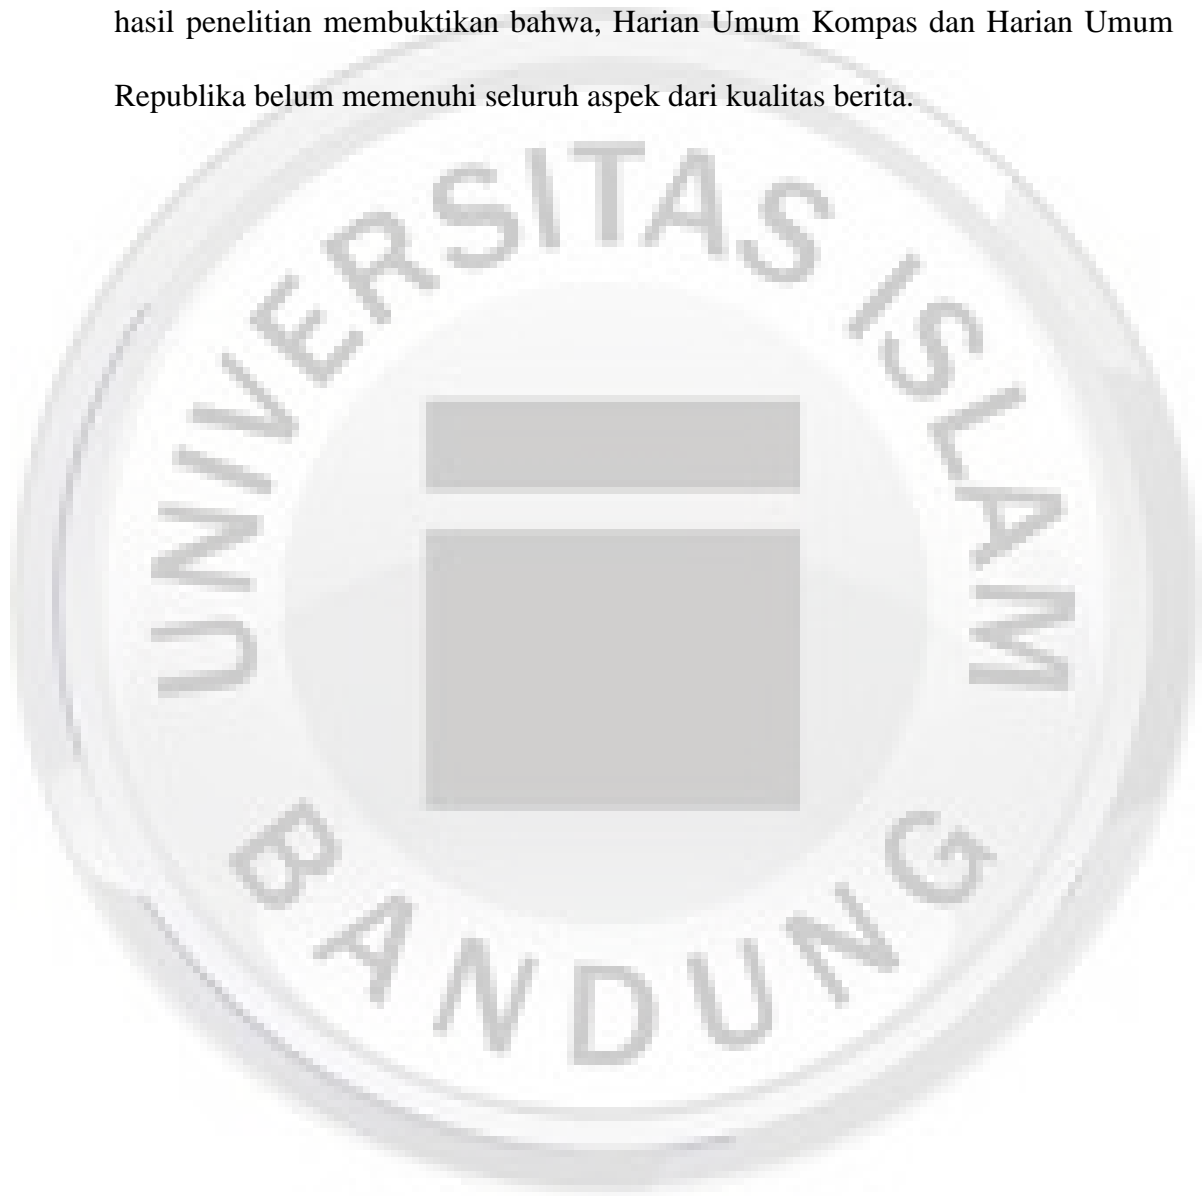 hasil penelitian membuktikan bahwa, Harian Umum Kompas dan Harian Umum
Republika belum memenuhi seluruh aspek dari kualitas berita.
UNIVERSITAS ISLAM
BANDUNG